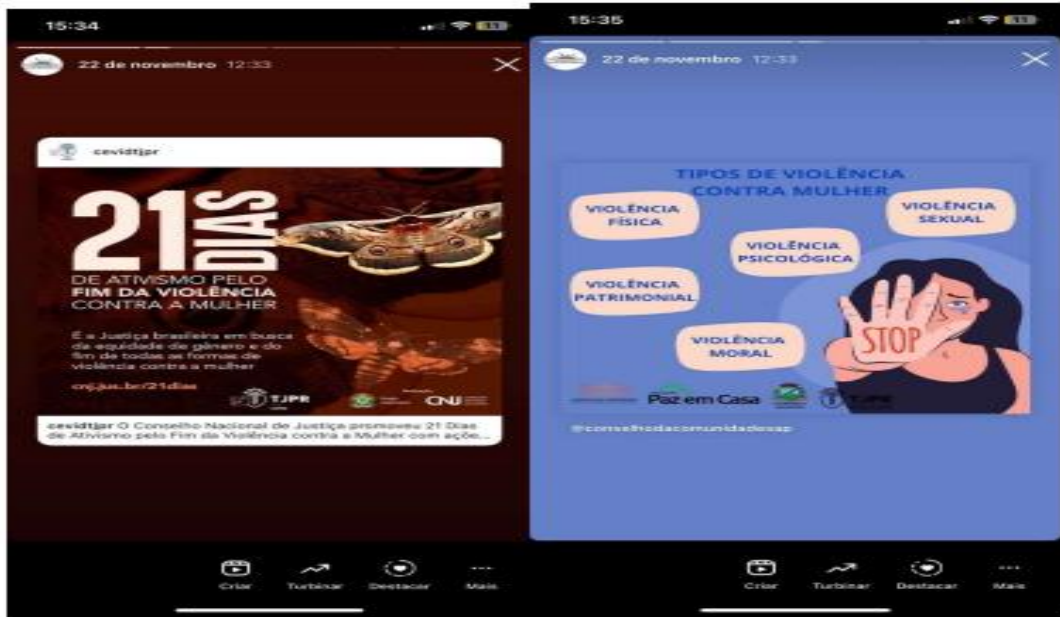 15:34
11
22 de novembro 12:33
cevidtjpr
21
DIAS
DE ATIVISMO PELO
FIM DA VIOLÊNCIA
CONTRA A MULHER
É a Justiça brasileira em busca
da equidade de gênero e do
fim de todas as formas de
violência contra a mulher
cnj.jus.br/21dias
TJPR
CNJ
cevidtjpr O Conselho Nacional de Justiça promoveu 21 Dias
de Ativismo pelo Fim da Violência contra a Mulher com açõe...
Criar
Turbinar
Destacar
Mais
15:35
11
22 de novembro 12:33
TIPOS DE VIOLÊNCIA
CONTRA MULHER
VIOLÊNCIA
FÍSICA
VIOLÊNCIA
SEXUAL
VIOLÊNCIA
PSICOLÓGICA
VIOLÊNCIA
PATRIMONIAL
VIOLÊNCIA
MORAL
STOP
Paz em Casa
TJPR
@conselhodacomunidadesap
Criar
Turbinar
Destacar
Mais